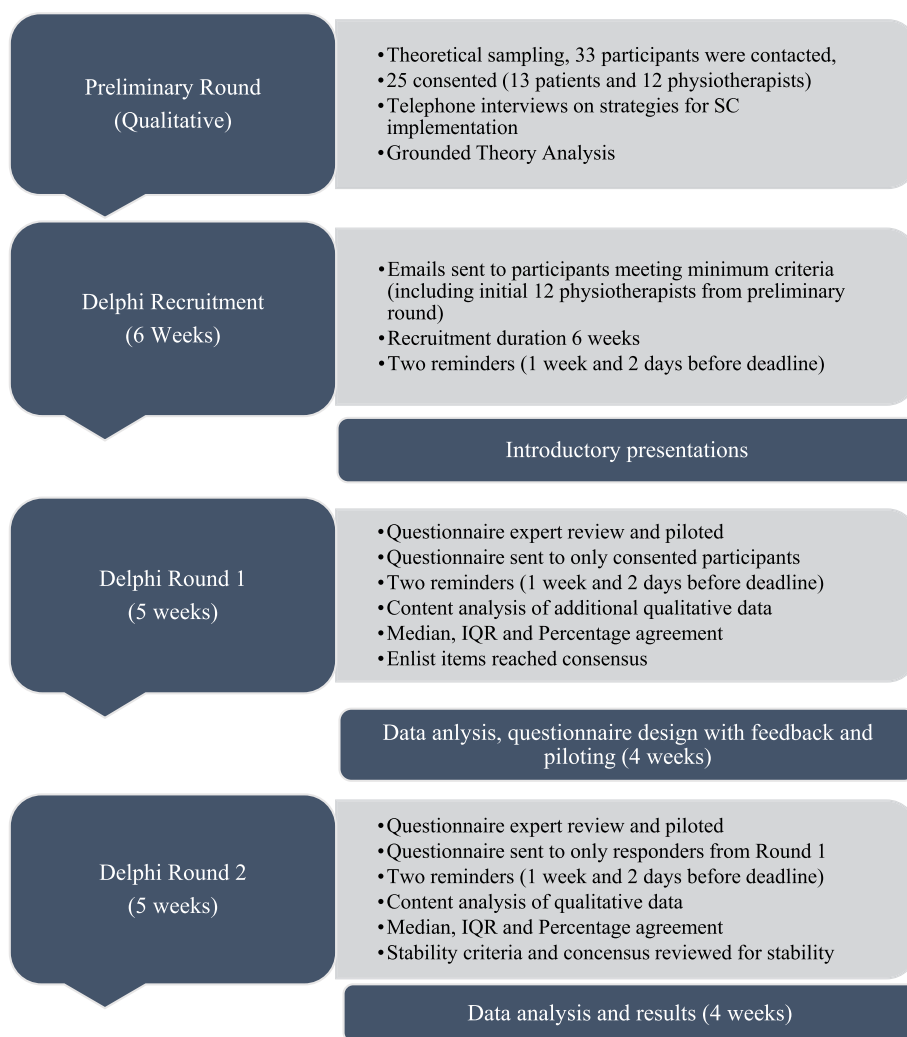 Preliminary Round
(Qualitative)
•Theoretical sampling, 33 participants were contacted,
•25 consented (13 patients and 12 physiotherapists)
•Telephone interviews on strategies for SC
implementation
•Grounded Theory Analysis
Delphi Recruitment
(6 Weeks)
•Emails sent to participants meeting minimum criteria
(including initial 12 physiotherapists from preliminary
round)
•Recruitment duration 6 weeks
•Two reminders (1 week and 2 days before deadline)
Introductory presentations
Delphi Round 1
(5 weeks)
•Questionnaire expert review and piloted
•Questionnaire sent to only consented participants
•Two reminders (1 week and 2 days before deadline)
•Content analysis of additional qualitative data
•Median, IQR and Percentage agreement
•Enlist items reached consensus
Data anlysis, questionnaire design with feedback and
piloting (4 weeks)
Delphi Round 2
(5 weeks)
•Questionnaire expert review and piloted
•Questionnaire sent to only responders from Round 1
•Two reminders (1 week and 2 days before deadline)
•Content analysis of qualitative data
•Median, IQR and Percentage agreement
•Stability criteria and concensus reviewed for stability
Data analysis and results (4 weeks)